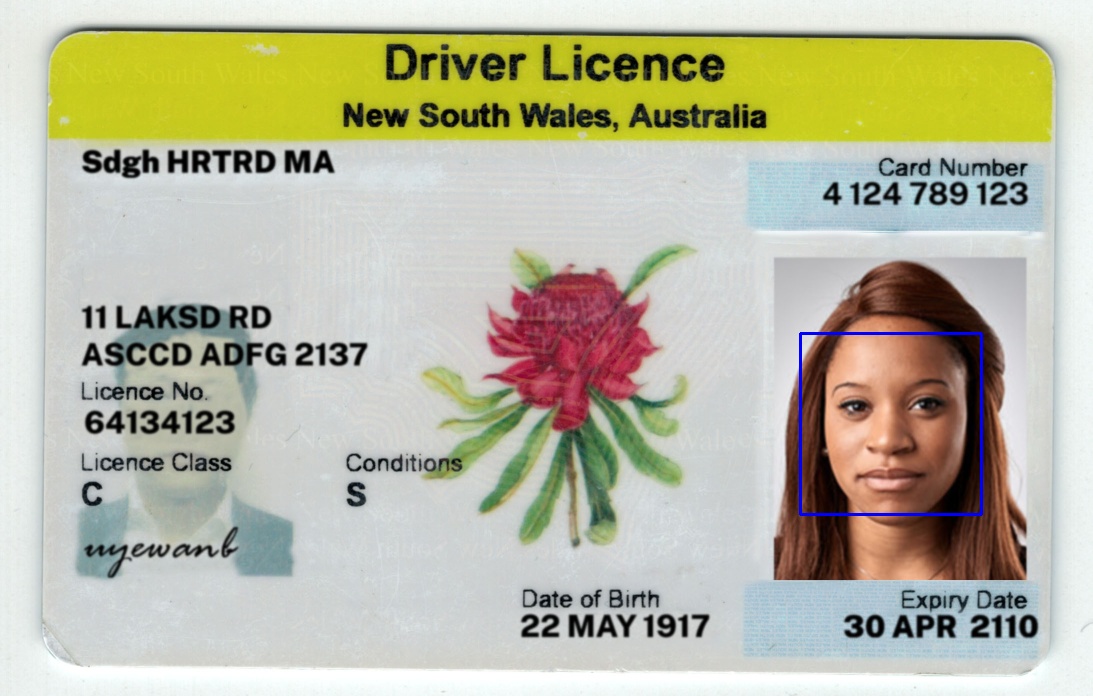 Driver Licence
New South Wales, Australia
Sdgh HRTRD MA
Card Number
4 124 789 123
11 LAKSD RD
ASCCD ADFG 2137
Licence No.
64134123
Licence Class
Conditions
C
S
uyewanb
Date of Birth
22 MAY 1917
Expiry Date
30 APR 2110